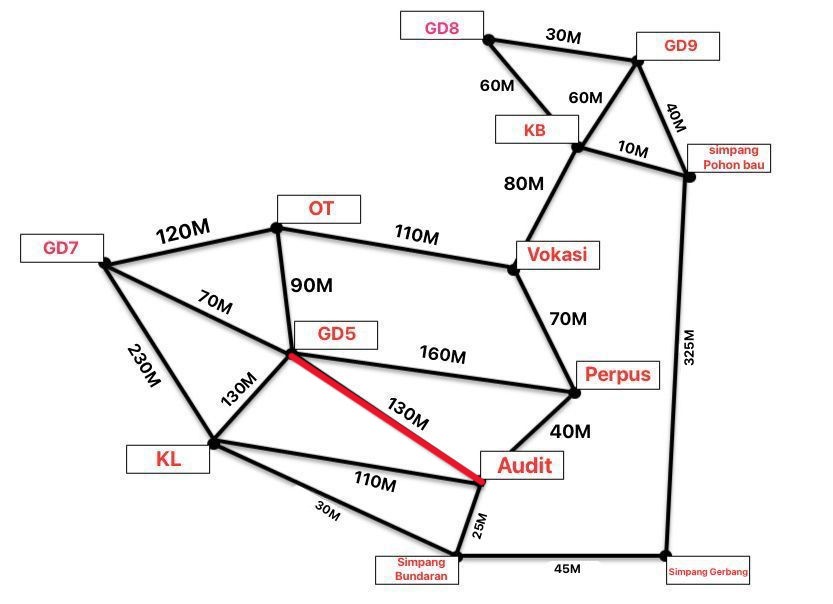 GD8
30M
GD9
60M
60M
40M
KB
10M
simpang
Pohon bau
80M
OT
120M
110M
GD7
Vokasi
90M
70M
GD5
70M
160M
325M
230M
130M
Perpus
130M
40M
KL
Audit
110M
30M
25M
Simpang
Bundaran
45M
Simpang Gerbang